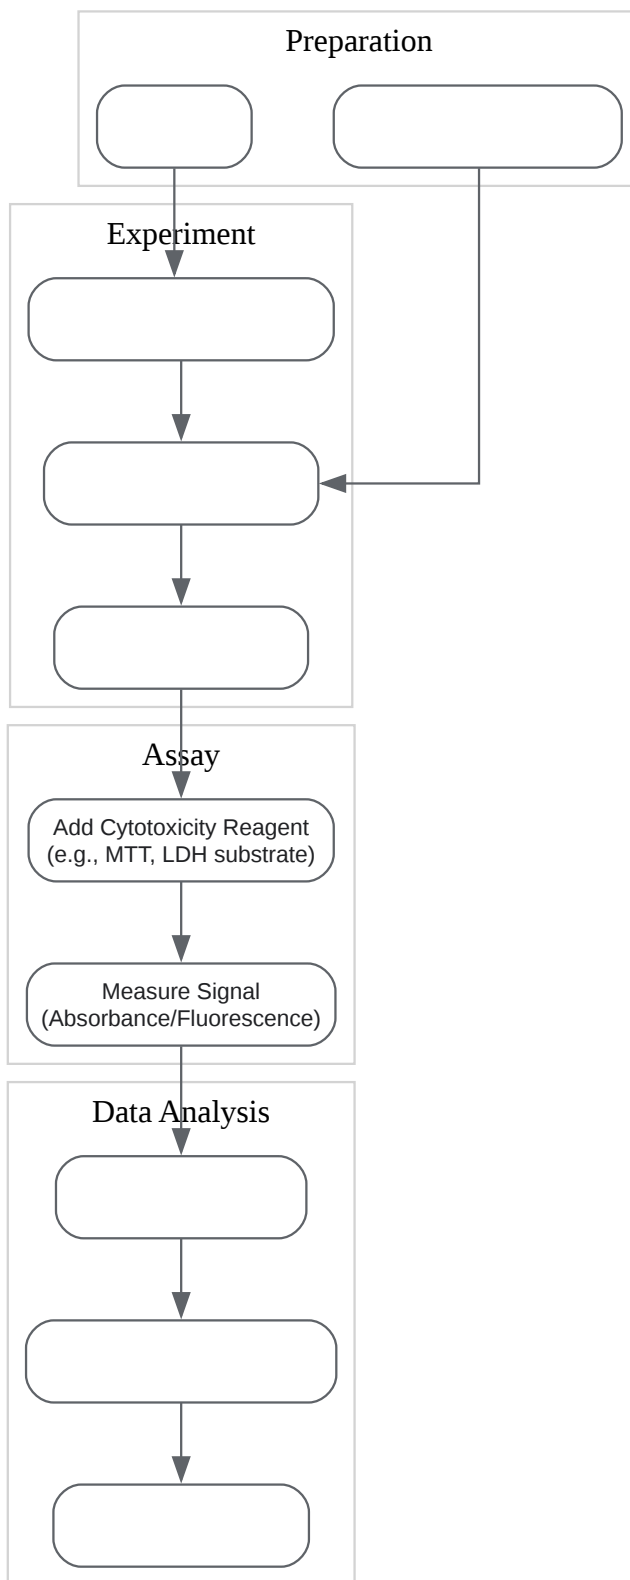 Preparation
Experiment
Assay
Add Cytotoxicity Reagent
(e.g., MTT, LDH substrate)
Measure Signal
(Absorbance/Fluorescence)
Data Analysis